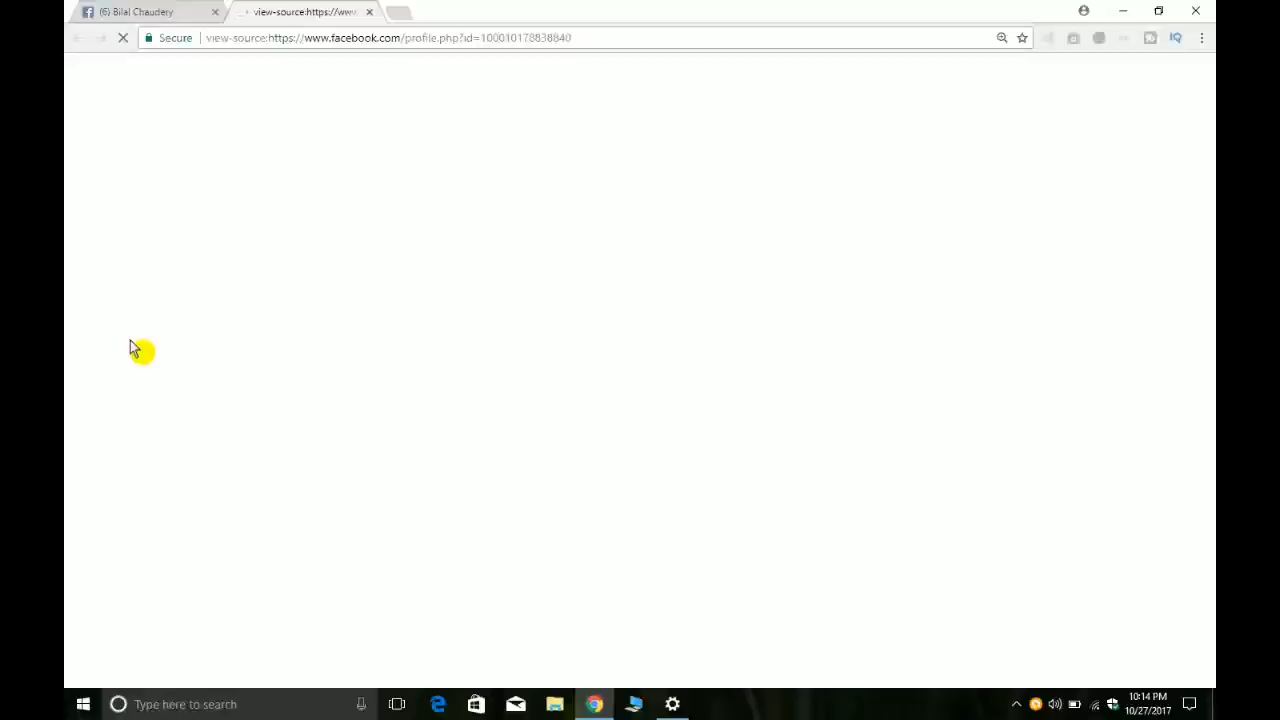 (6) Bilal Chaudery
view-source:https://www
Secure
view-source:https://www.facebook.com/profile.php?id=100010178838840
Type here to search
10:14 PM
10/27/2017